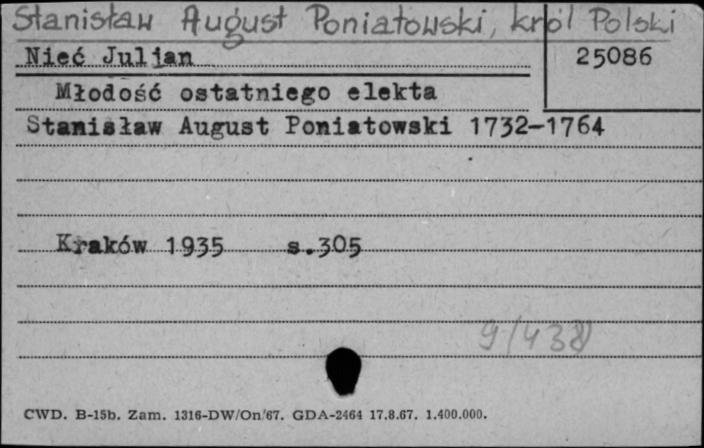 Stanisław August Poniatowski, król Polski
Nieć Juljan 25086
Młodość ostatniego elekta
Stanisław August Poniatowski 1732-1764
Kraków 1935 s.305
9/438
CWD. B-15b. Zam. 1316-DW/On/67. GDA-2464 17.8.67. 1.400.000.